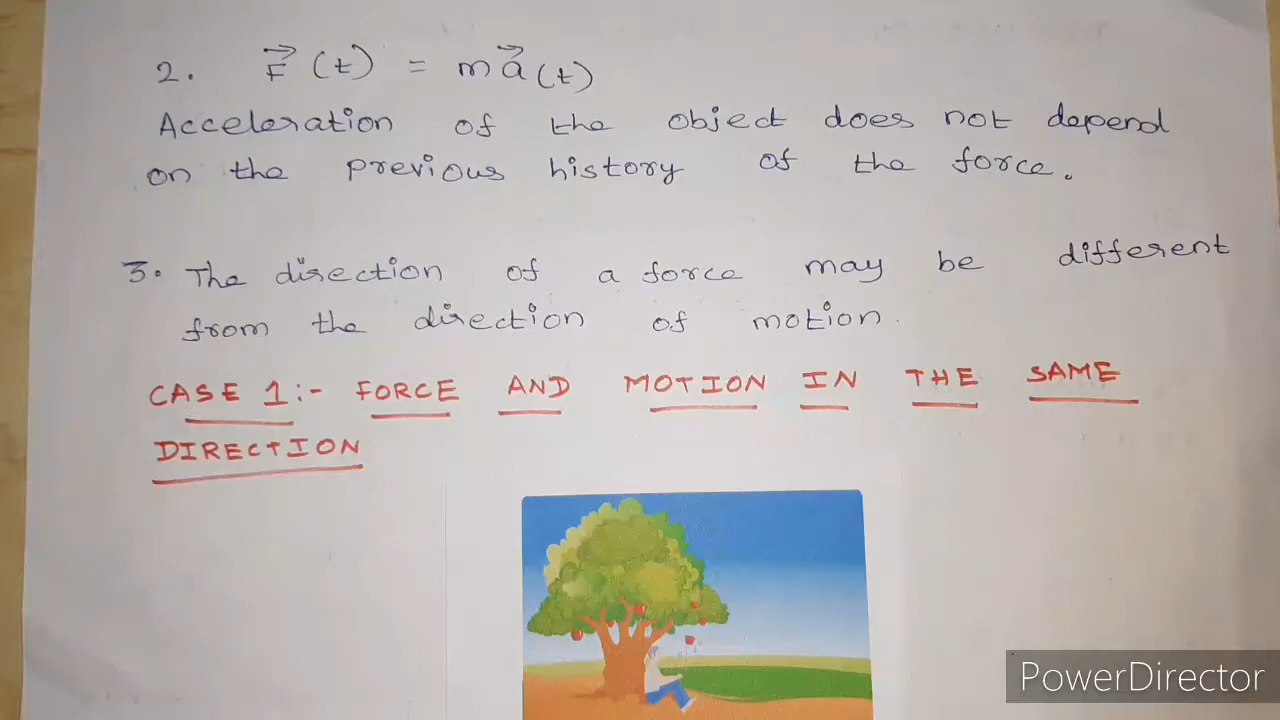 2. F⃗ (t) = m a⃗ (t)
Acceleration of the object does not depend
on the previous history of the force.
3. The direction of a force may be different
from the direction of motion.
CASE 1:- FORCE AND MOTION IN THE SAME
DIRECTION
PowerDirector